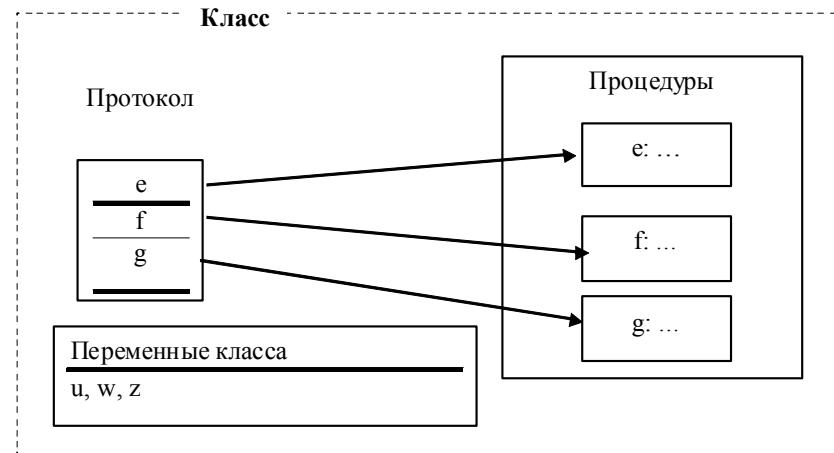 Класс
Протокол
Процедуры
e
f
g
e: …
f: …
g: …
Переменные класса
u, w, z